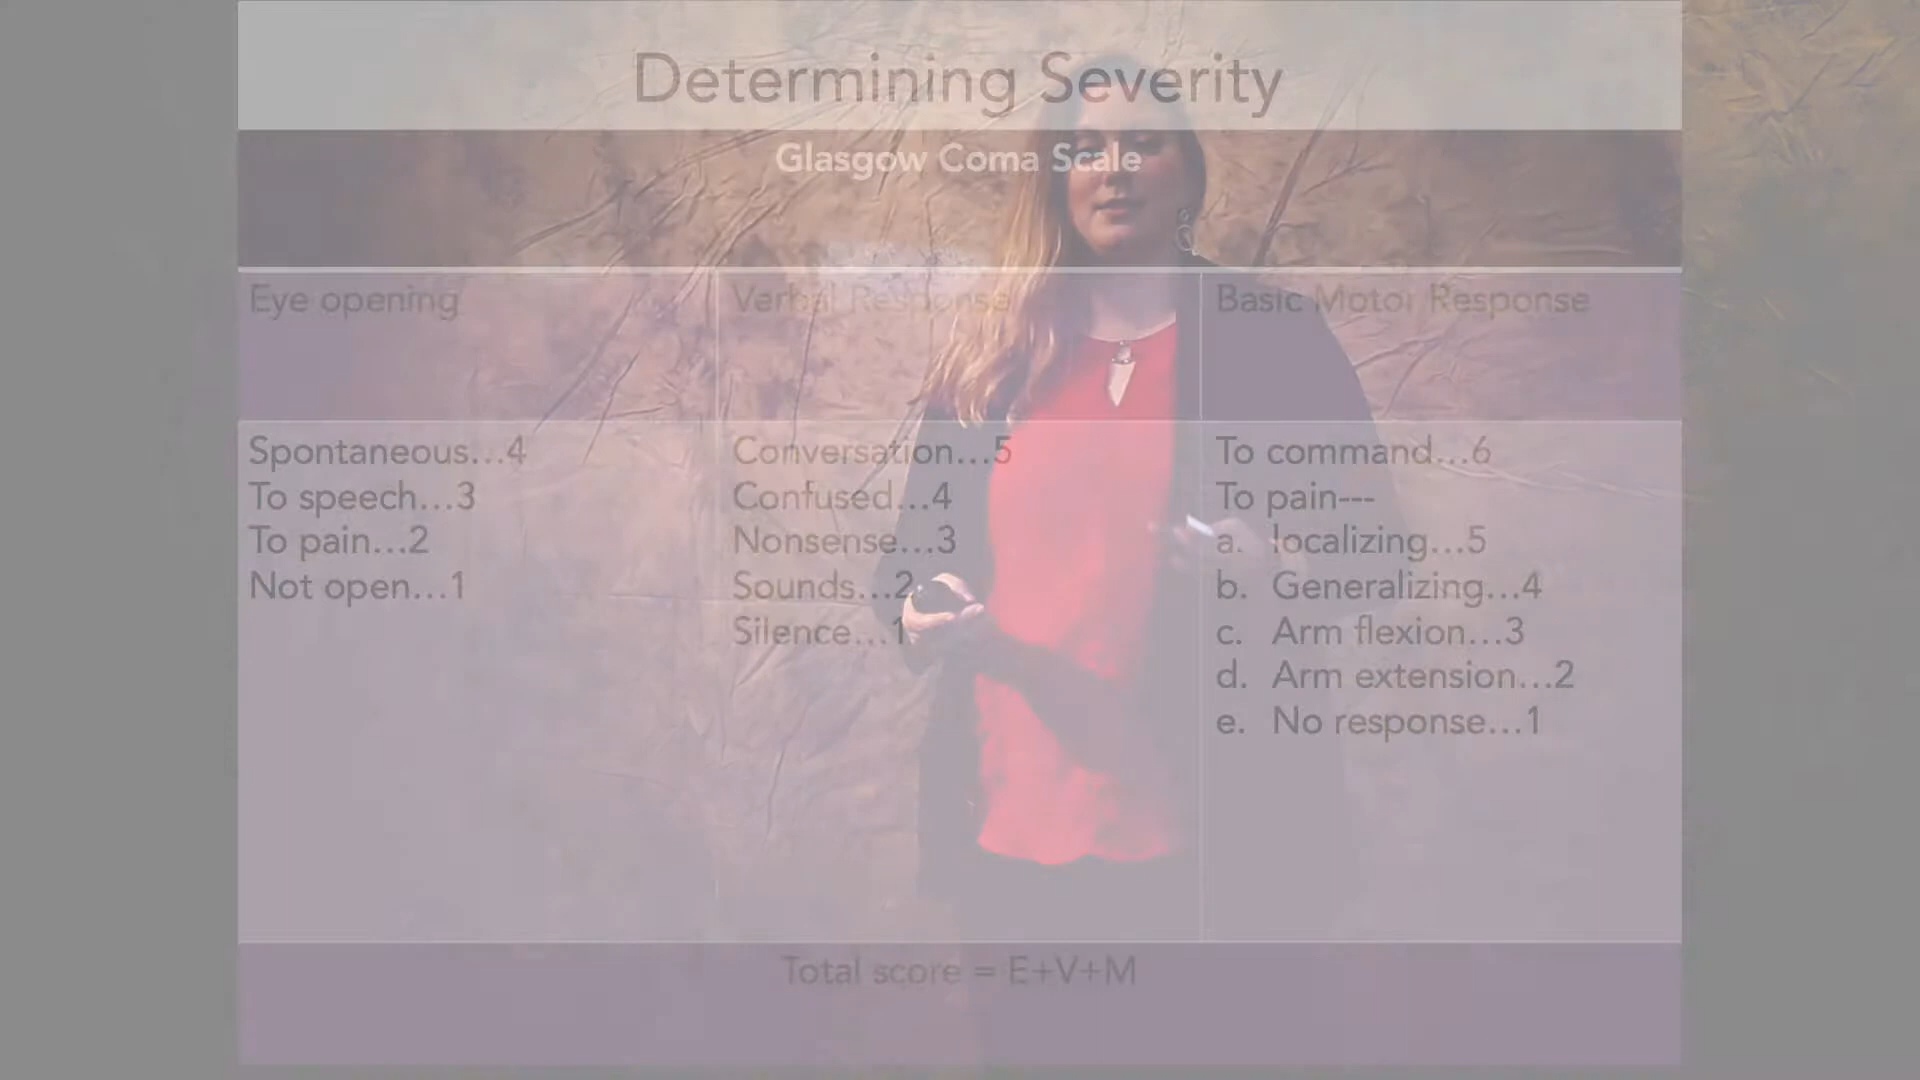 Determining Severity
Glasgow Coma Scale
Eye opening
Verbal Response
Basic Motor Response
Spontaneous...4
To speech...3
To pain...2
Not open...1
Conversation...5
Confused...4
Nonsense...3
Sounds...2
Silence...1
To command...6
To pain---
a. localizing...5
b. Generalizing...4
c. Arm flexion...3
d. Arm extension...2
e. No response...1
Total score = E+V+M